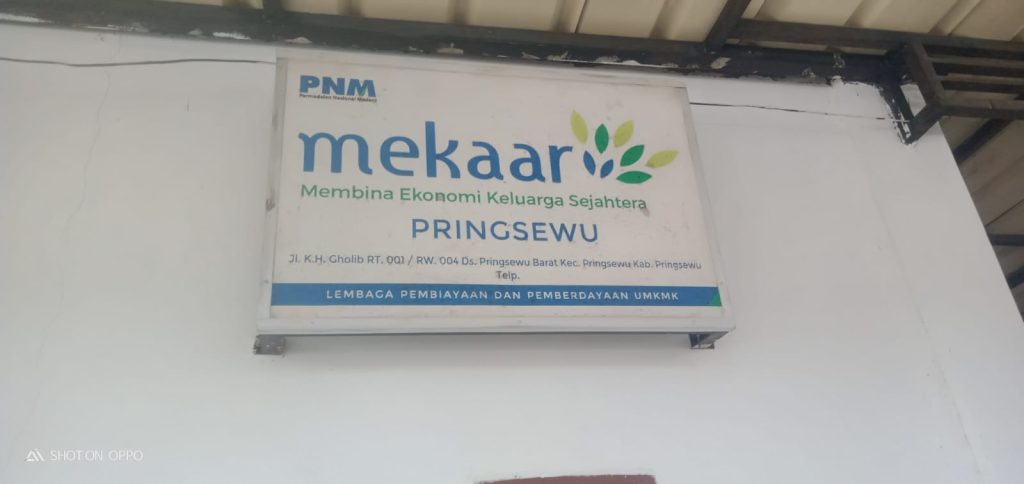 PNM
Permodalan Nasional Madani
mekaar
Membina Ekonomi Keluarga Sejahtera
PRINGSEWU
Jl. K.H. Gholib RT. 001 / RW. 004 Ds. Pringsewu Barat Kec. Pringsewu Kab. Pringsewu
Telp.
LEMBAGA PEMBIAYAAN DAN PEMBERDAYAAN UMKMK
SHOT ON OPPO